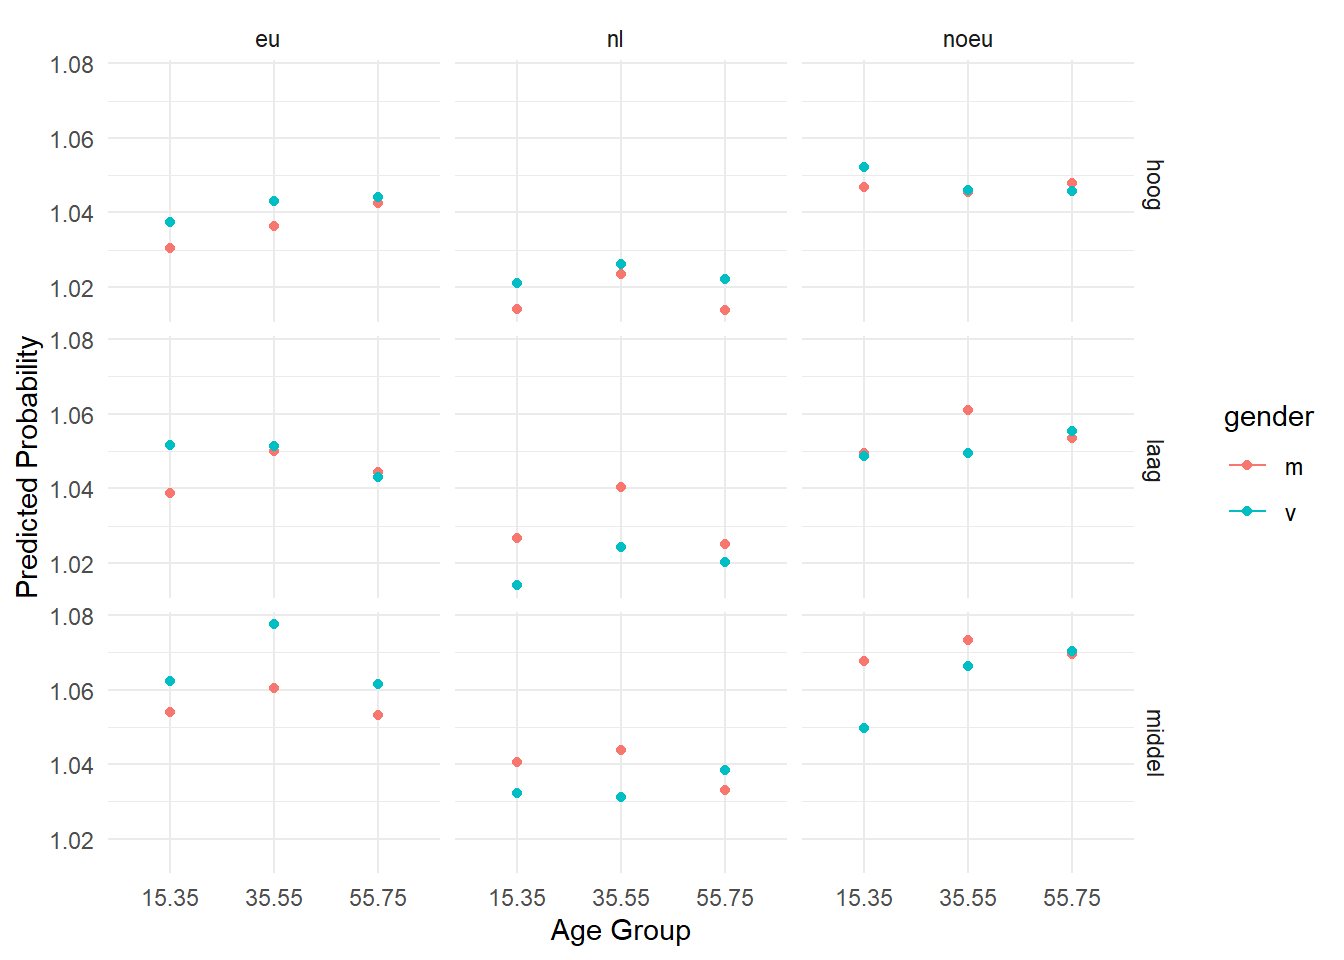 eu nl noeu
1.08
1.06
1.04
1.02
hoog
1.08
1.06
1.04
1.02
laag
1.08
1.06
1.04
1.02
middel
Predicted Probability
15.35 35.55 55.75 15.35 35.55 55.75 15.35 35.55 55.75
Age Group
gender
m
v